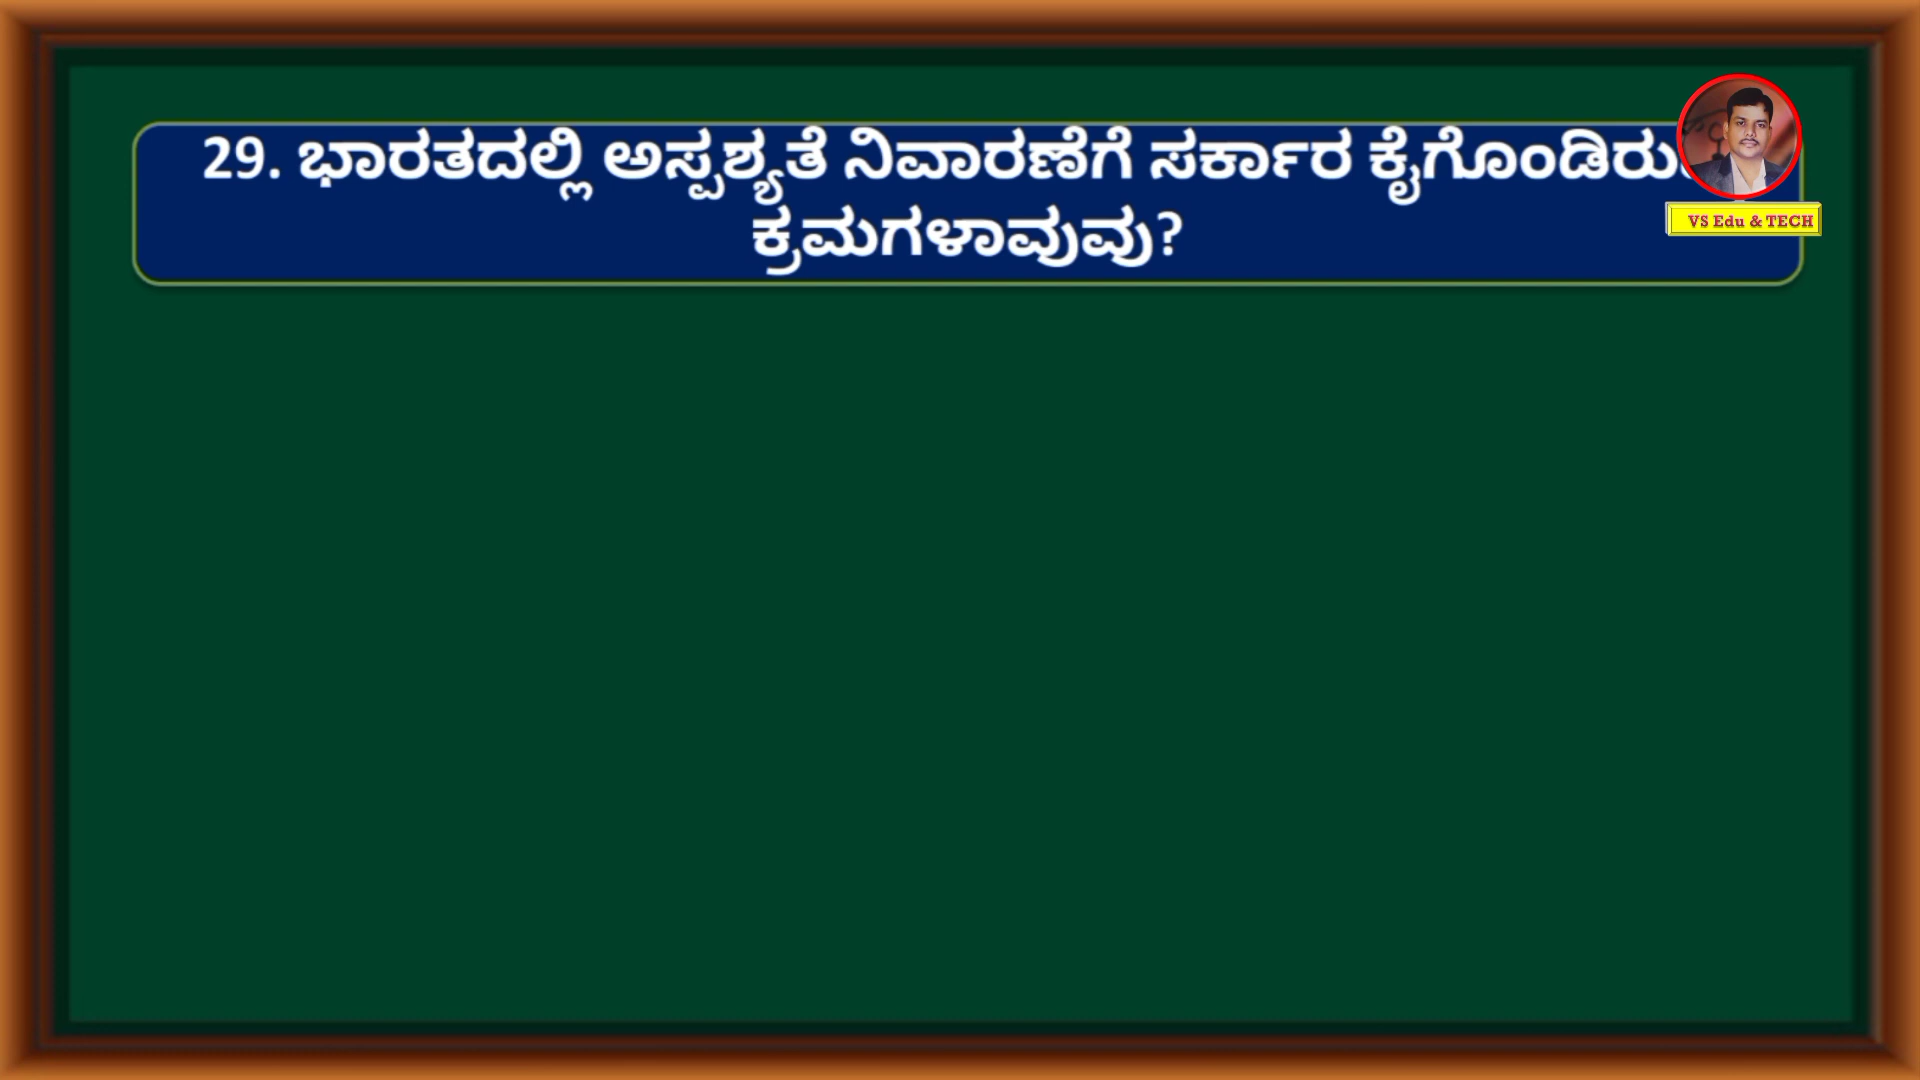 29. ಭಾರತದಲ್ಲಿ ಅಸ್ಪೃಶ್ಯತೆ ನಿವಾರಣೆಗೆ ಸರ್ಕಾರ
ಕ್ರಮಗಳಾವುವು?
VS Edu & TECH